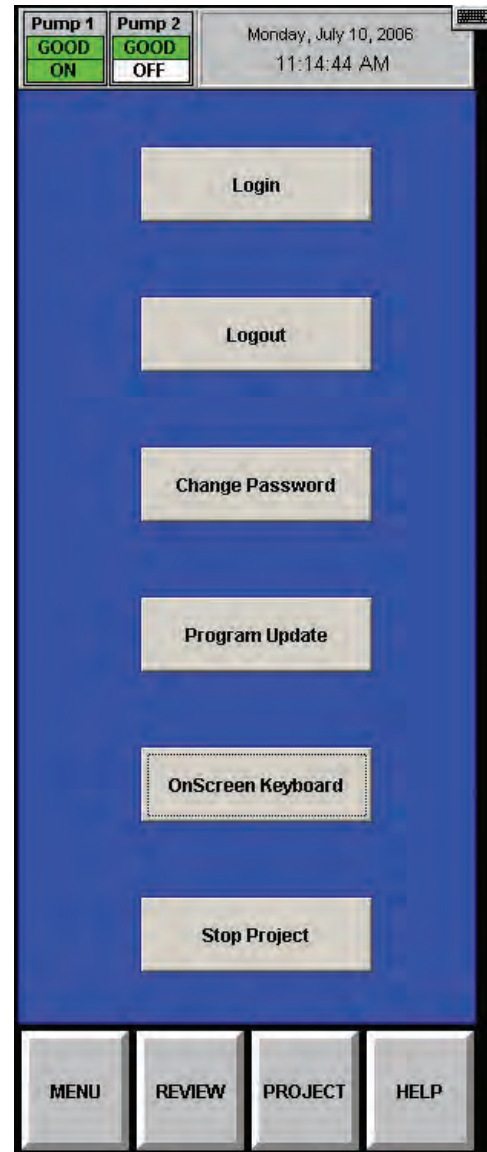 Pump 1
GOOD
ON
Pump 2
GOOD
OFF
Monday, July 10, 2006
11:14:44 AM
Login
Logout
Change Password
Program Update
OnScreen Keyboard
Stop Project
MENU
REVIEW
PROJECT
HELP